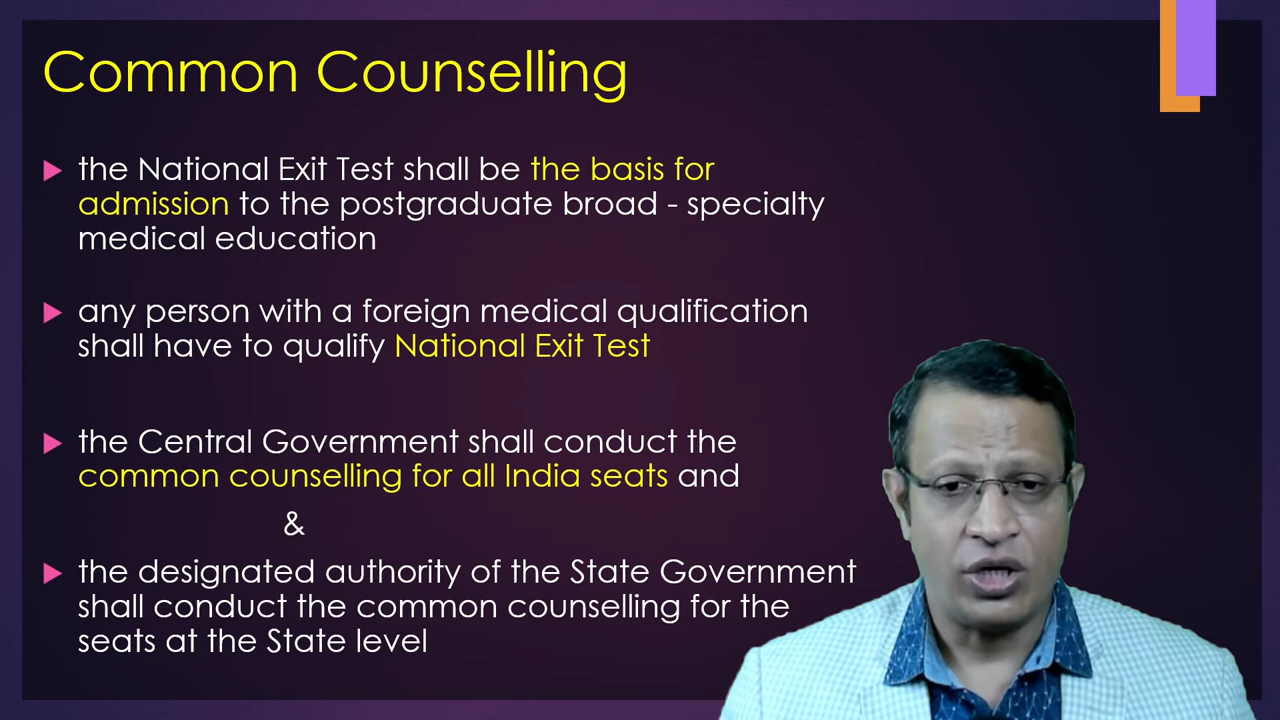 Common Counselling
the National Exit Test shall be the basis for
admission to the postgraduate broad - specialty
medical education
any person with a foreign medical qualification
shall have to qualify National Exit Test
the Central Government shall conduct the
common counselling for all India seats and
&
the designated authority of the State Government
shall conduct the common counselling for the
seats at the State level